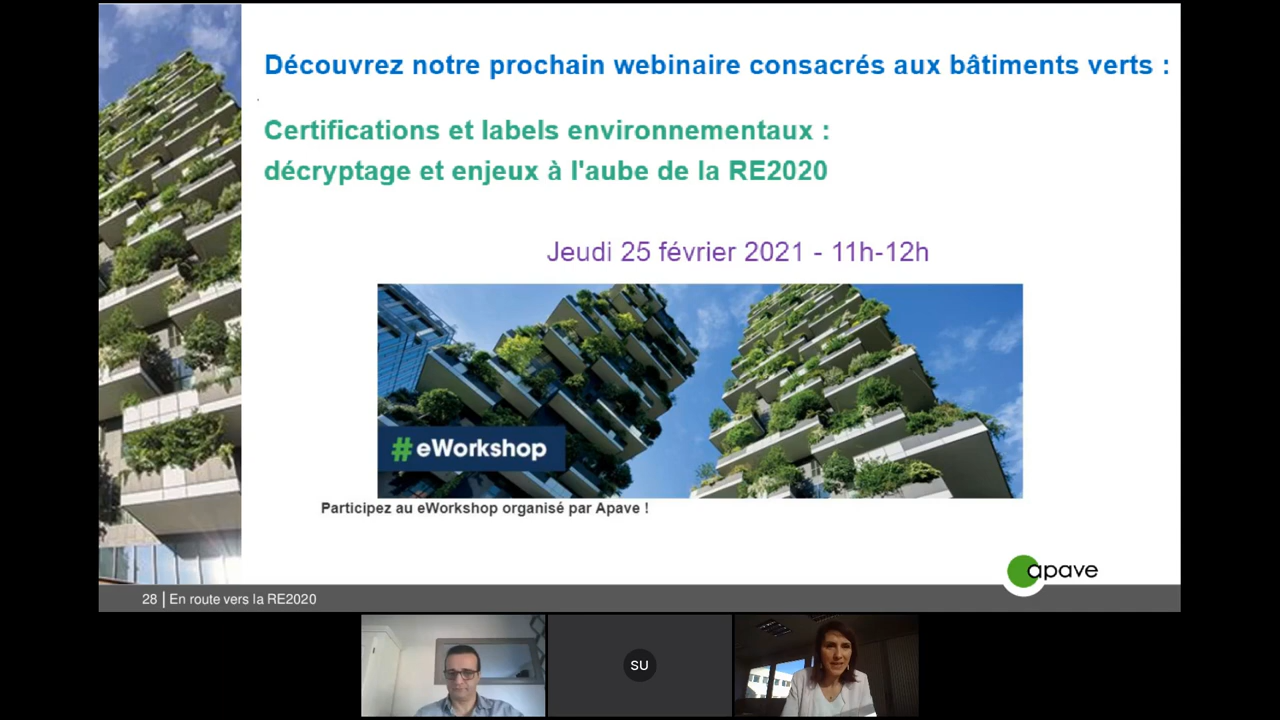 Découvrez notre prochain webinaire consacrés aux bâtiments verts :
Certifications et labels environnementaux :
décryptage et enjeux à l'aube de la RE2020
Jeudi 25 février 2021 - 11h-12h
#eWorkshop
Participez au eWorkshop organisé par Apave !
apave
28 | En route vers la RE2020
SU